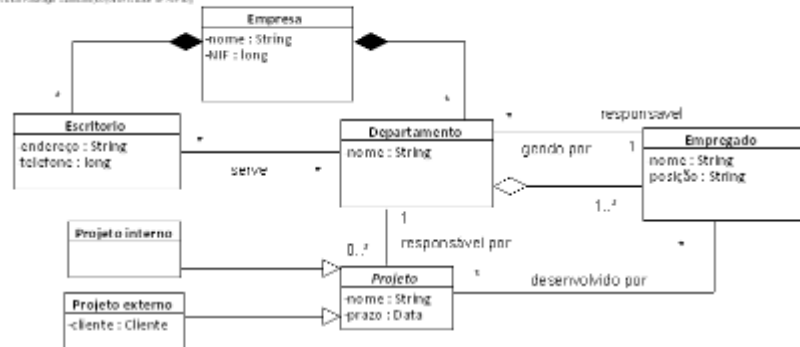 Empresa
-nome : String
-NIF : long
*
*
Escritorio
endereço : String
telefone : long
*
serve
*
Departamento
nome : String
*
responsavel
gerido por
1
1..*
Empregado
nome : String
posição : String
1
0..*
responsável por
Projeto interno
Projeto externo
-cliente : Cliente
Projeto
-nome : String
-prazo : Data
*
desenvolvido por
*